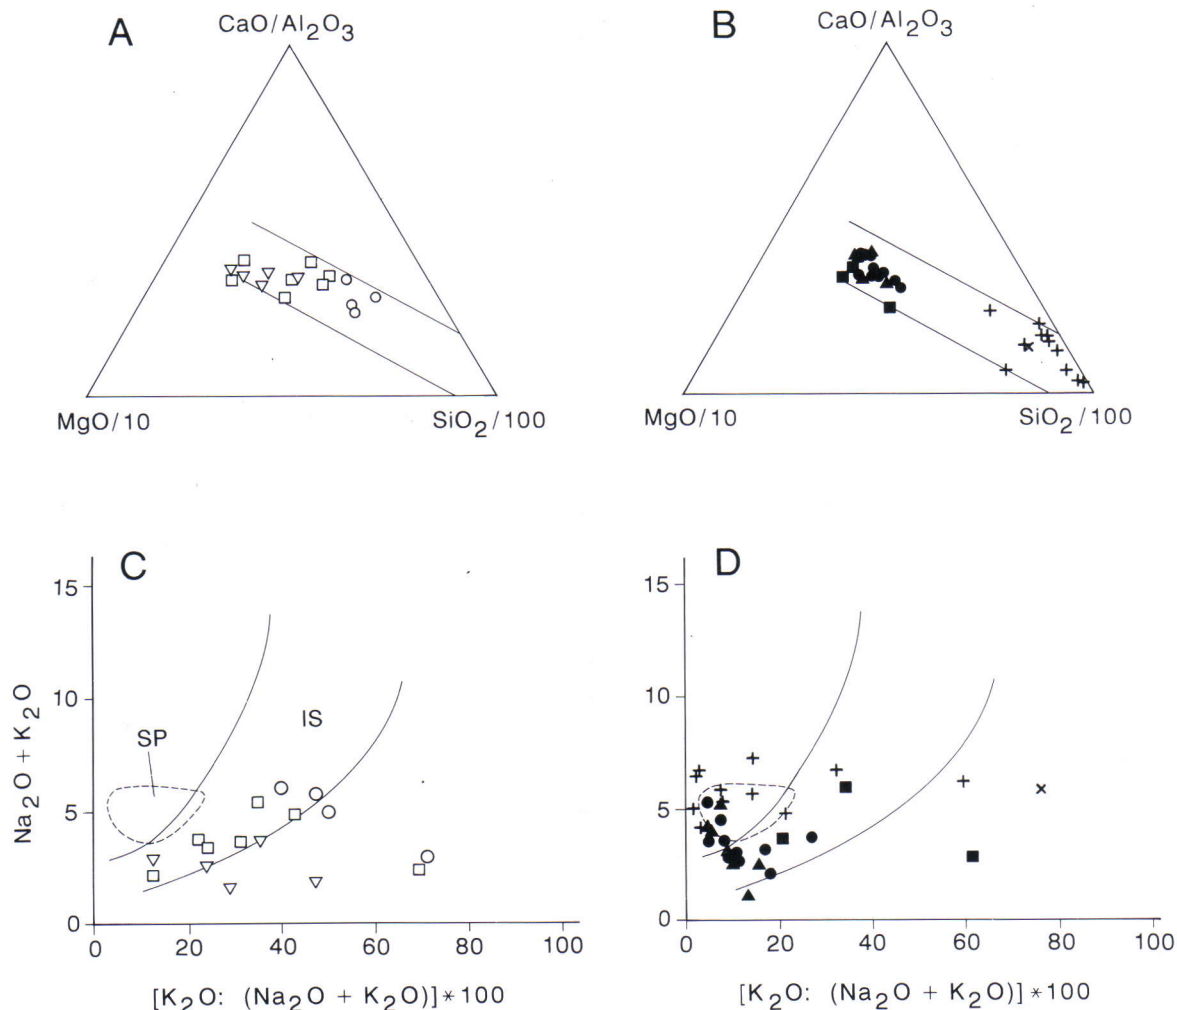 A
CaO/Al₂O₃
MgO/10
SiO₂/100
B
CaO/Al₂O₃
MgO/10
SiO₂/100
C
15
10
5
0
Na₂O + K₂O
SP
IS
0 20 40 60 80 100
[K₂O: (Na₂O + K₂O)] * 100
D
15
10
5
0
0 20 40 60 80 100
[K₂O: (Na₂O + K₂O)] * 100